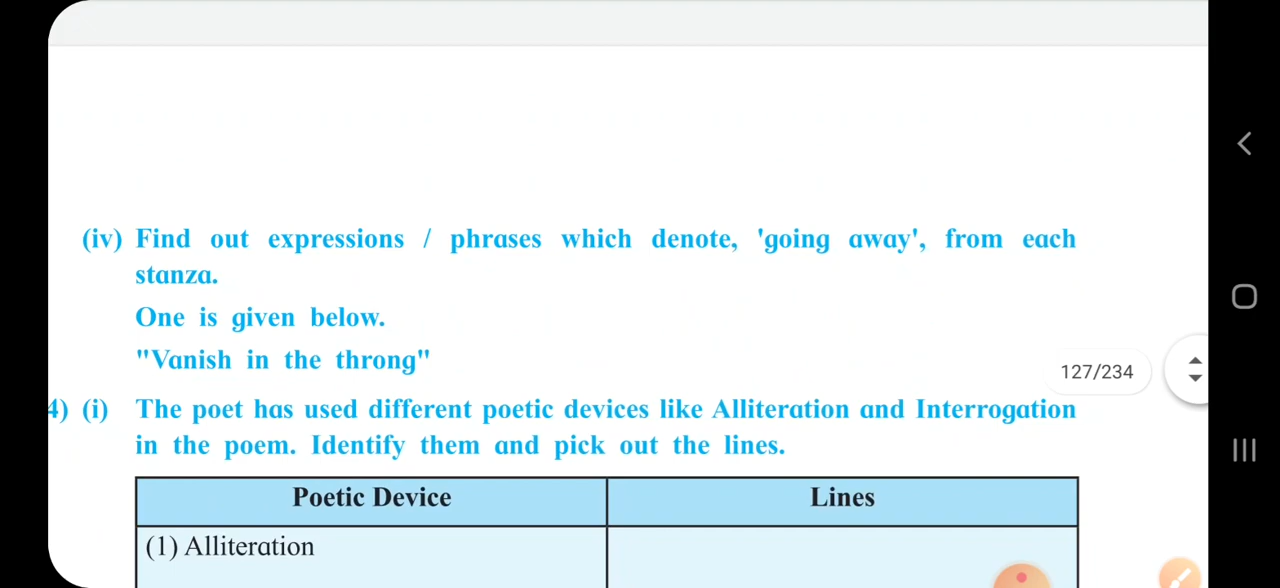 (iv) Find out expressions / phrases which denote, 'going away', from each
stanza.
One is given below.
"Vanish in the throng"
127/234
4) (i) The poet has used different poetic devices like Alliteration and Interrogation
in the poem. Identify them and pick out the lines.
Poetic Device Lines
(1) Alliteration